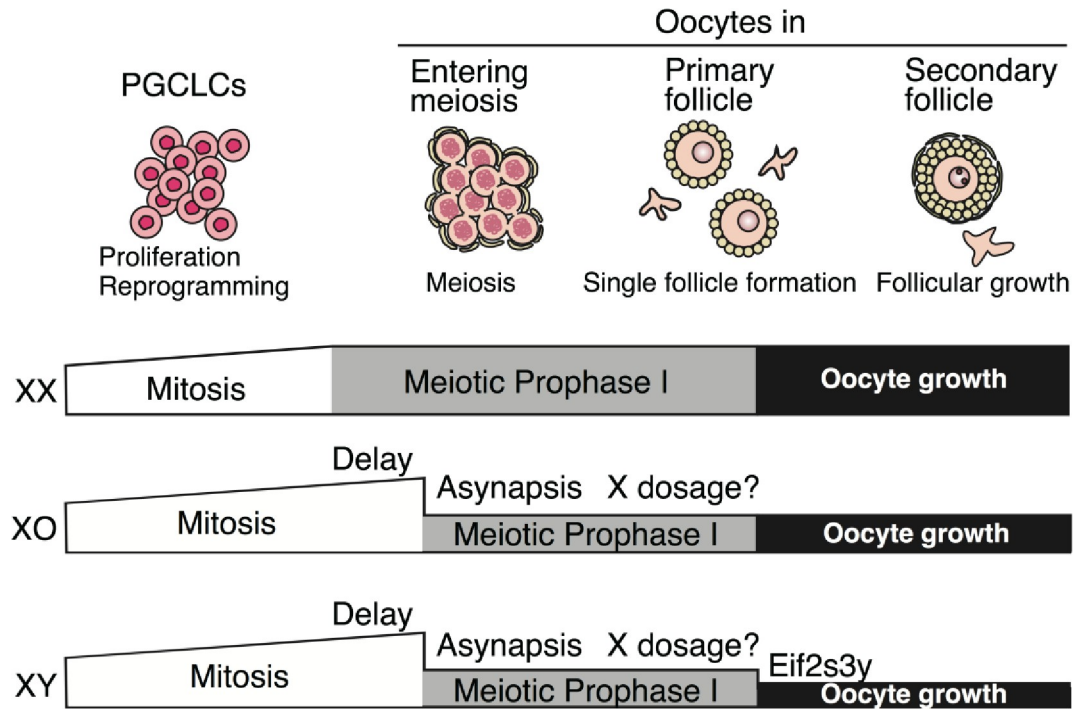 Oocytes in
PGCLCs
Entering
meiosis
Primary
follicle
Secondary
follicle
Proliferation
Reprogramming
Meiosis
Single follicle formation
Follicular growth
XX
Mitosis
Meiotic Prophase I
Oocyte growth
Delay
Asynapsis X dosage?
XO
Mitosis
Meiotic Prophase I
Oocyte growth
Delay
Asynapsis X dosage?
Eif2s3y
XY
Mitosis
Meiotic Prophase I
Oocyte growth